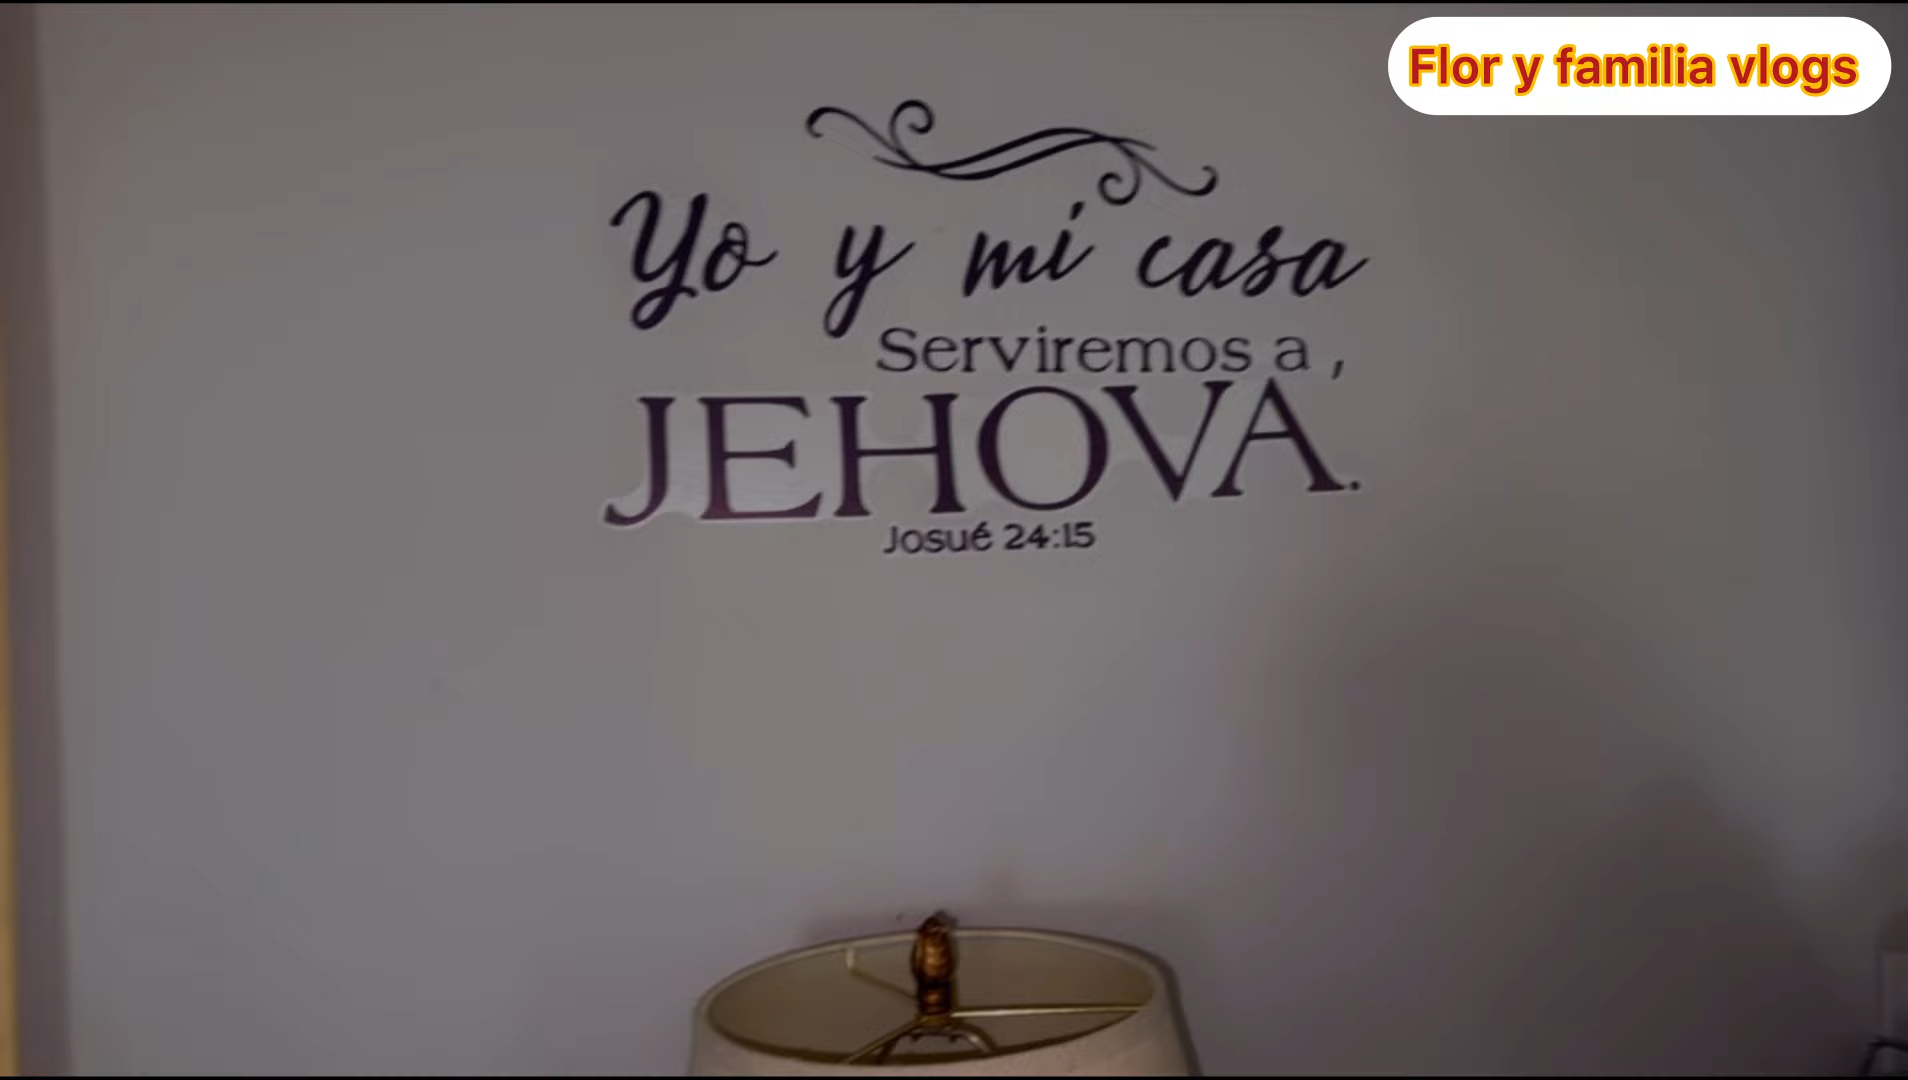 Flor y familia vlogs
Yo y mi casa
Serviremos a ,
JEHOVA.
Josué 24:15